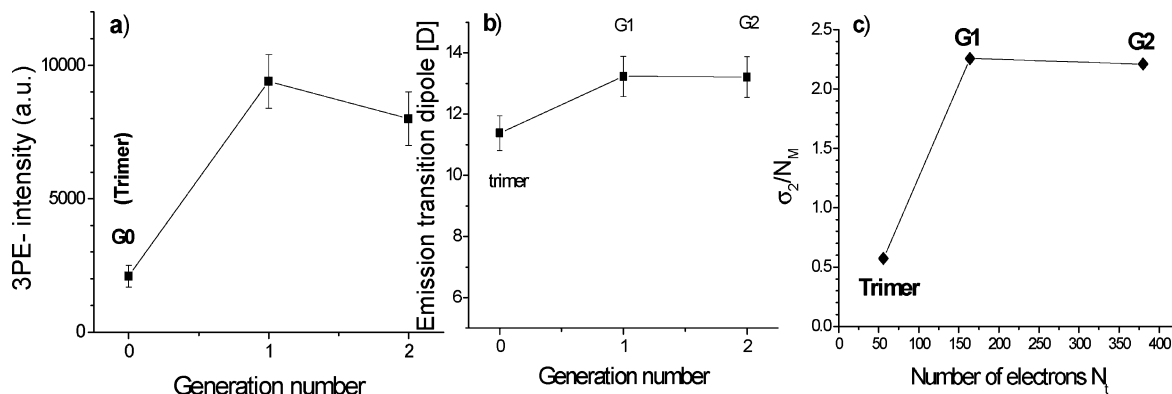 a)
3PE- intensity (a.u.)
10000
5000
0
G0
(Trimer)
0
1
2
Generation number
b)
Emission transition dipole [D]
14
12
10
8
6
G1
G2
trimer
0
1
2
Generation number
c)
σ2/NM
2.5
2.0
1.5
1.0
0.5
0.0
G1
G2
Trimer
0 50 100 150 200 250 300 350 400
Number of electrons Nt